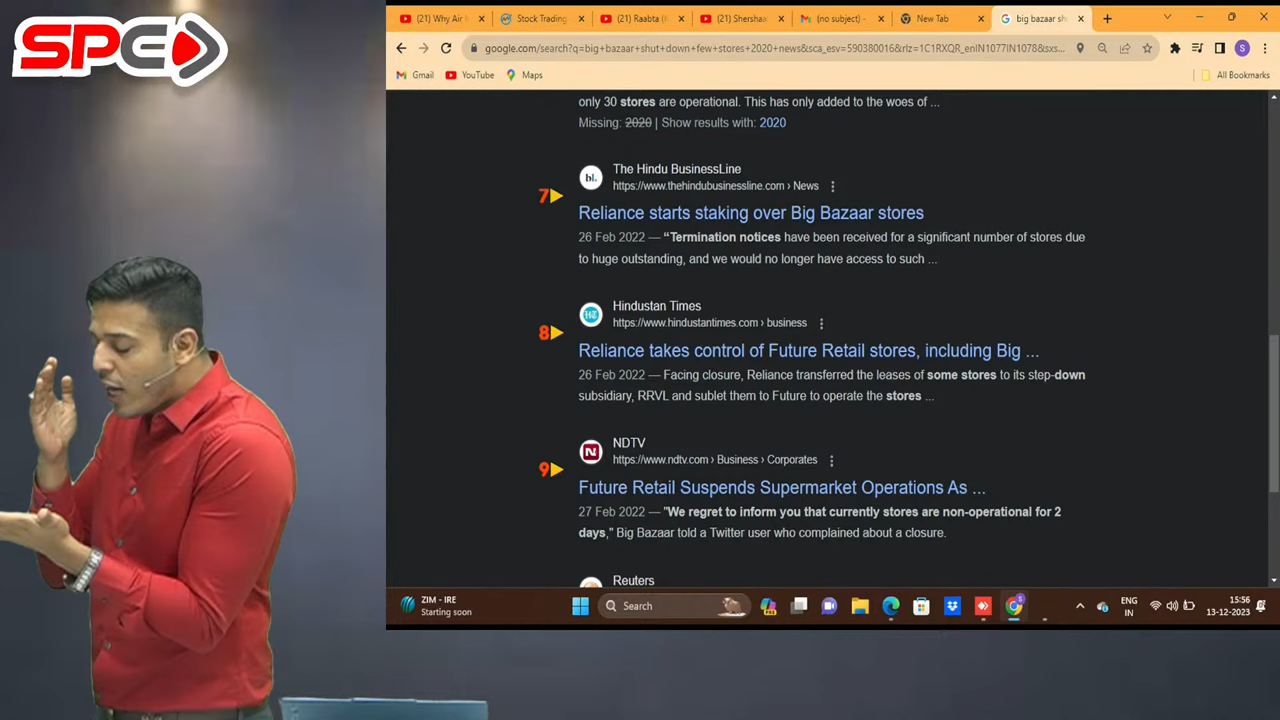 SPE
(21) Why Air I
Stock Trading
(21) Raabta (K
(21) Shershaa
(no subject) -
New Tab
big bazaar sh
google.com/search?q=big+bazaar+shut+down+few+stores+2020+news&sca_esv=590380016&rlz=1C1RXQR_enIN1077IN1078&sxs...
S
Gmail
YouTube
Maps
All Bookmarks
only 30 stores are operational. This has only added to the woes of ...
Missing: 2020 | Show results with: 2020
7
bl.
The Hindu BusinessLine
https://www.thehindubusinessline.com › News
Reliance starts staking over Big Bazaar stores
26 Feb 2022 — “Termination notices have been received for a significant number of stores due
to huge outstanding, and we would no longer have access to such ...
8
HT
Hindustan Times
https://www.hindustantimes.com › business
Reliance takes control of Future Retail stores, including Big ...
26 Feb 2022 — Facing closure, Reliance transferred the leases of some stores to its step-down
subsidiary, RRVL and sublet them to Future to operate the stores ...
9
N
NDTV
https://www.ndtv.com › Business › Corporates
Future Retail Suspends Supermarket Operations As ...
27 Feb 2022 — "We regret to inform you that currently stores are non-operational for 2
days," Big Bazaar told a Twitter user who complained about a closure.
Reuters
ZIM - IRE
Starting soon
Search
ENG
IN
15:56
13-12-2023